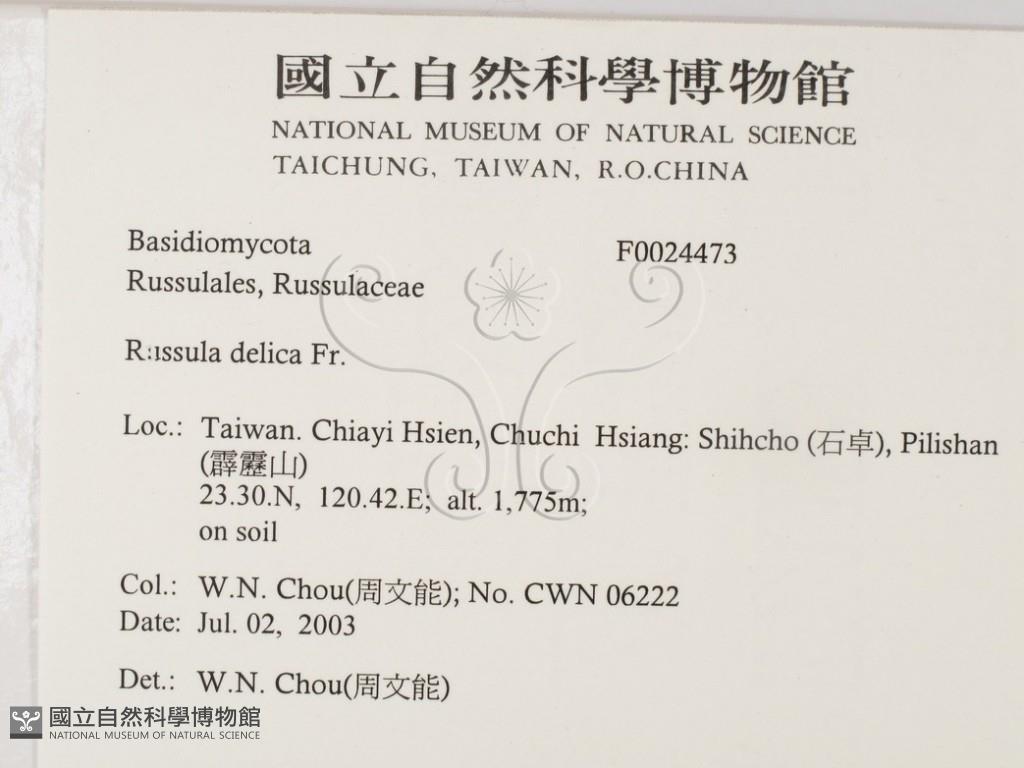 國立自然科學博物館
NATIONAL MUSEUM OF NATURAL SCIENCE
TAICHUNG, TAIWAN, R.O.CHINA
Basidiomycota F0024473
Russulales, Russulaceae
Russula delica Fr.
Loc.: Taiwan. Chiayi Hsien, Chuchi Hsiang: Shihcho (石卓), Pilishan
(霹靂山)
23.30.N, 120.42.E; alt. 1,775m;
on soil
Col.: W.N. Chou(周文能); No. CWN 06222
Date: Jul. 02, 2003
Det.: W.N. Chou(周文能)
國立自然科學博物館
NATIONAL MUSEUM OF NATURAL SCIENCE